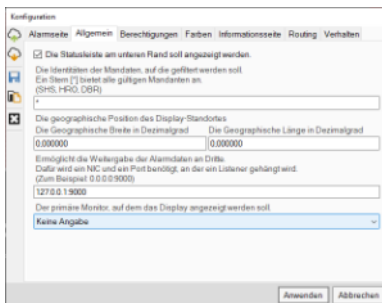 Konfiguration
Alarmseite Allgemein Berechtigungen Farben Informationsseite Routing Verhalten
Die Statusleiste am unteren Rand soll angezeigt werden.
Die Identitäten der Mandaten, auf die gefiltert werden soll.
Ein Stern [*] bietet alle gültigen Mandanten an.
(SHS, HRO, DBR)
*
Die geographische Position des Display-Standortes
Die Geographische Breite in Dezimalgrad Die Geographische Länge in Dezimalgrad
0,000000 0,000000
Ermöglicht die Weitergabe der Alarmdaten an Dritte.
Dafür wird ein NIC und ein Port benötigt, an der ein Listener gehängt wird.
(Zum Beispiel: 0.0.0.0:9000)
127.0.0.1:9000
Der primäre Monitor, auf dem das Display angezeigt werden soll.
Keine Angabe
Anwenden Abbrechen